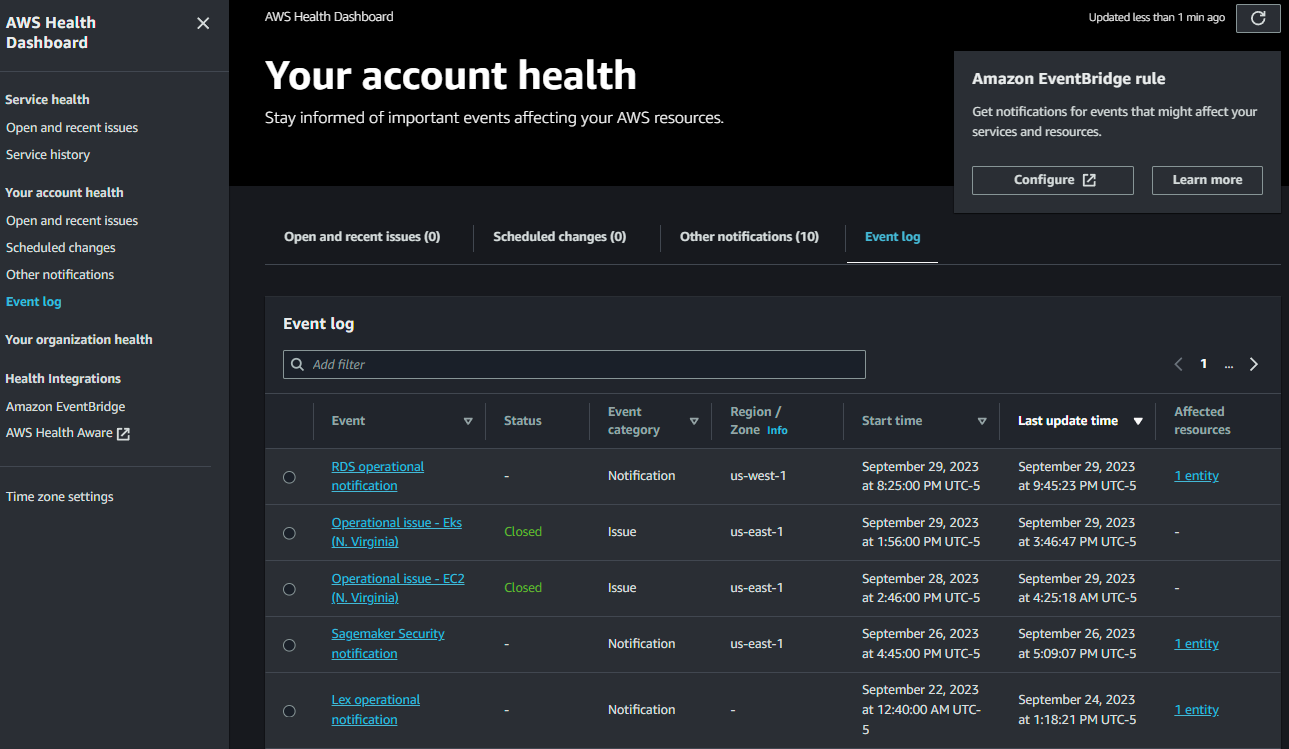 AWS Health
Dashboard
Service health
Open and recent issues
Service history
Your account health
Open and recent issues
Scheduled changes
Other notifications
Event log
Your organization health
Health Integrations
Amazon EventBridge
AWS Health Aware
Time zone settings
AWS Health Dashboard
Updated less than 1 min ago
Your account health
Stay informed of important events affecting your AWS resources.
Amazon EventBridge rule
Get notifications for events that might affect your
services and resources.
Configure
Learn more
Open and recent issues (0)
Scheduled changes (0)
Other notifications (10)
Event log
Event log
Add filter
1 ...
Event
Status
Event
category
Region /
Zone Info
Start time
Last update time
Affected
resources
RDS operational
notification
-
Notification
us-west-1
September 29, 2023
at 8:25:00 PM UTC-5
September 29, 2023
at 9:45:23 PM UTC-5
1 entity
Operational issue - Eks
(N. Virginia)
Closed
Issue
us-east-1
September 29, 2023
at 1:56:00 PM UTC-5
September 29, 2023
at 3:46:47 PM UTC-5
-
Operational issue - EC2
(N. Virginia)
Closed
Issue
us-east-1
September 28, 2023
at 2:46:00 PM UTC-5
September 29, 2023
at 4:25:18 AM UTC-5
-
Sagemaker Security
notification
-
Notification
us-east-1
September 26, 2023
at 4:45:00 PM UTC-5
September 26, 2023
at 5:09:07 PM UTC-5
1 entity
Lex operational
notification
-
Notification
-
September 22, 2023
at 12:40:00 AM UTC-
5
September 24, 2023
at 1:18:21 PM UTC-5
1 entity